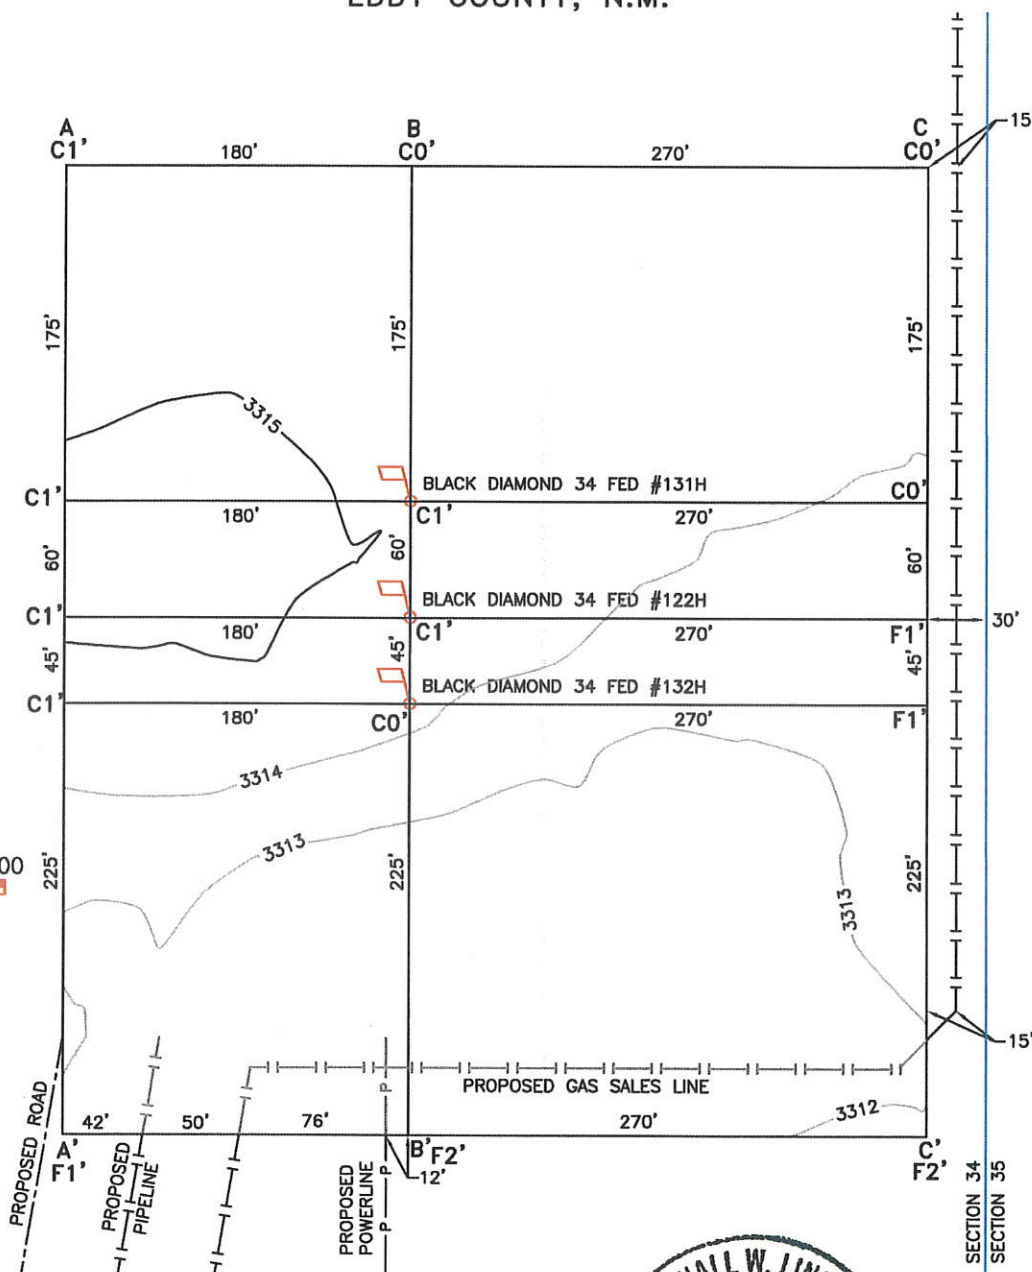 EDDY COUNTY, N.M.
A
C1'
180'
B
C0'
270'
C
C0'
15
175'
175'
175'
3315
BLACK DIAMOND 34 FED #131H
C1'
180'
C1'
270'
C0'
60'
60'
60'
BLACK DIAMOND 34 FED #122H
C1'
180'
C1'
270'
F1'
30'
45'
45'
45'
BLACK DIAMOND 34 FED #132H
C1'
180'
C0'
270'
F1'
3314
3313
00
225'
225'
225'
3313
15'
PROPOSED GAS SALES LINE
3312
42'
50'
76'
270'
A'
F1'
B'
F2'
12'
C'
F2'
PROPOSED ROAD
PROPOSED
PIPELINE
PROPOSED
POWERLINE
P
P
P
SECTION 34
SECTION 35
W.